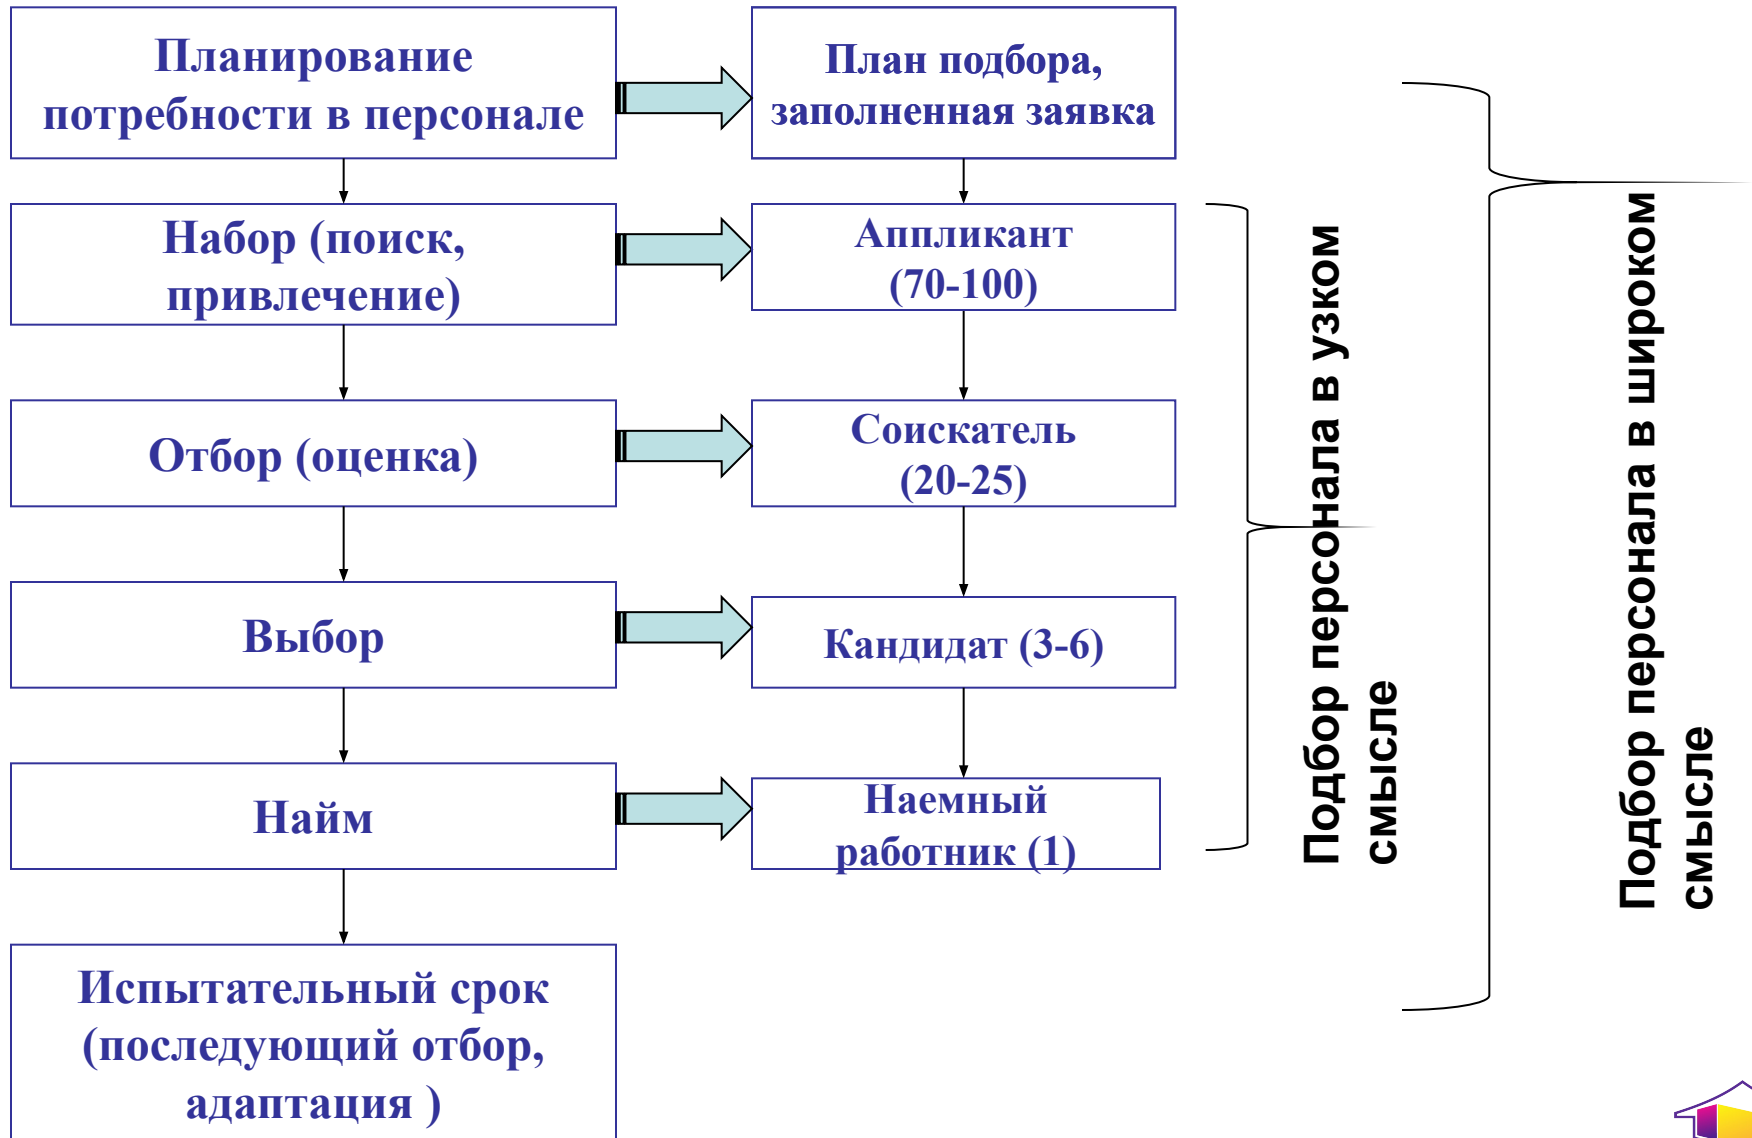 Планирование
потребности в персонале
План подбора,
заполненная заявка
Набор (поиск,
привлечение)
Аппликант
(70-100)
Отбор (оценка)
Соискатель
(20-25)
Выбор
Кандидат (3-6)
Найм
Наемный
работник (1)
Испытательный срок
(последующий отбор,
адаптация )
Подбор персонала в узком
смысле
Подбор персонала в широком
смысле